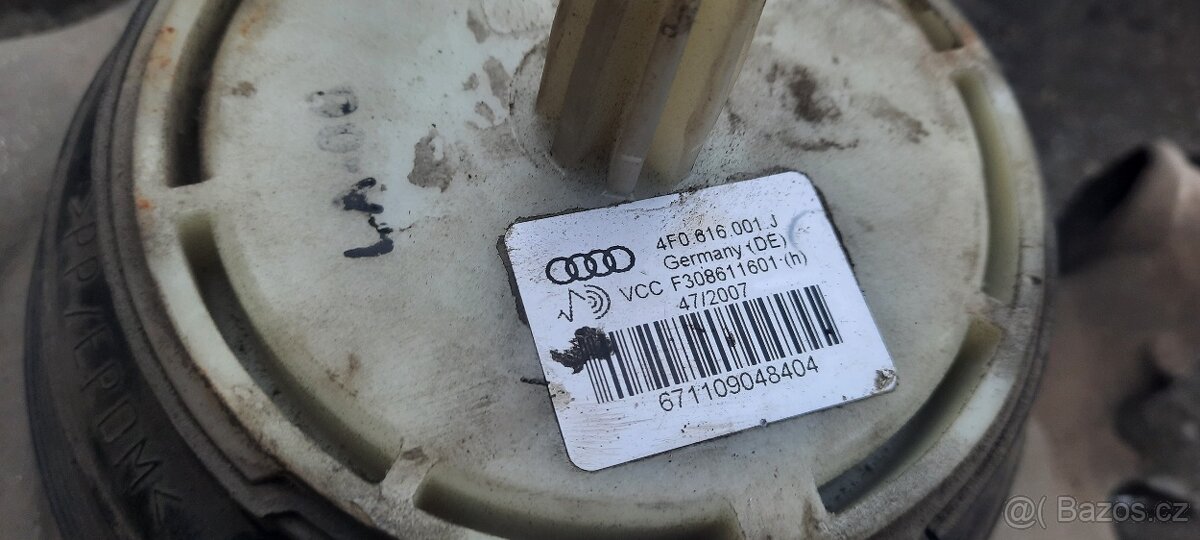 4F0.616.001.J
Germany (DE)
VCC F308611601-(h)
47/2007
671109048404
@( Bazos.cz